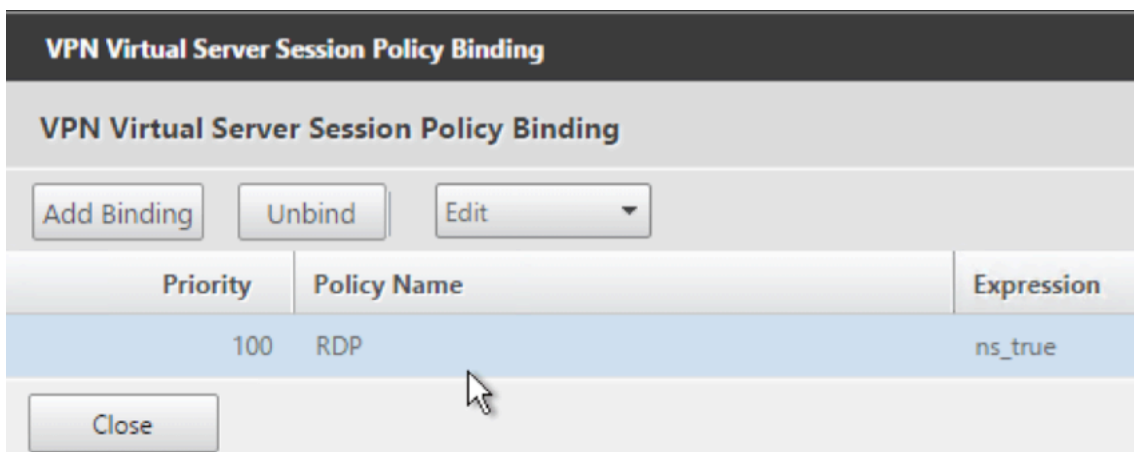 VPN Virtual Server Session Policy Binding
VPN Virtual Server Session Policy Binding
Add Binding Unbind Edit
Priority Policy Name Expression
100 RDP ns_true
Close